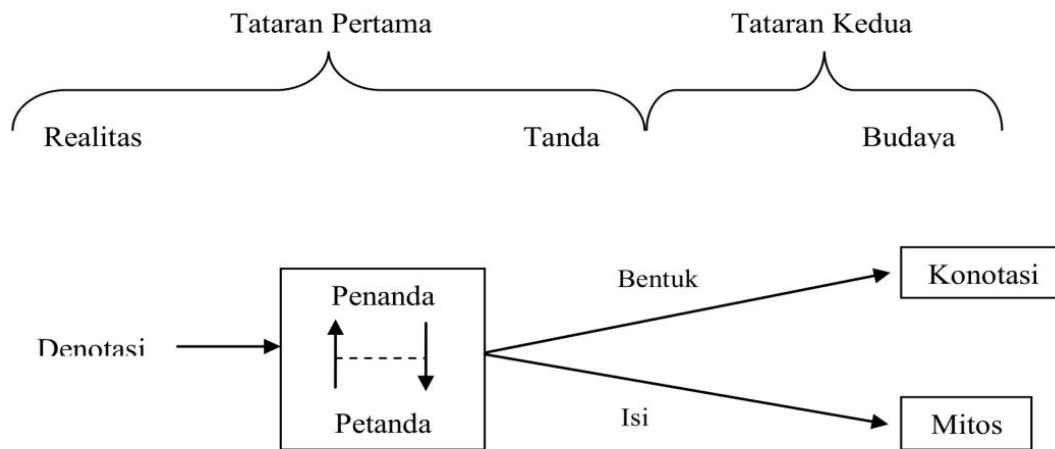 Tataran Pertama Tataran Kedua
Realitas Tanda Budaya
Bentuk Konotasi
Penanda
Denotasi
Petanda
Isi Mitos